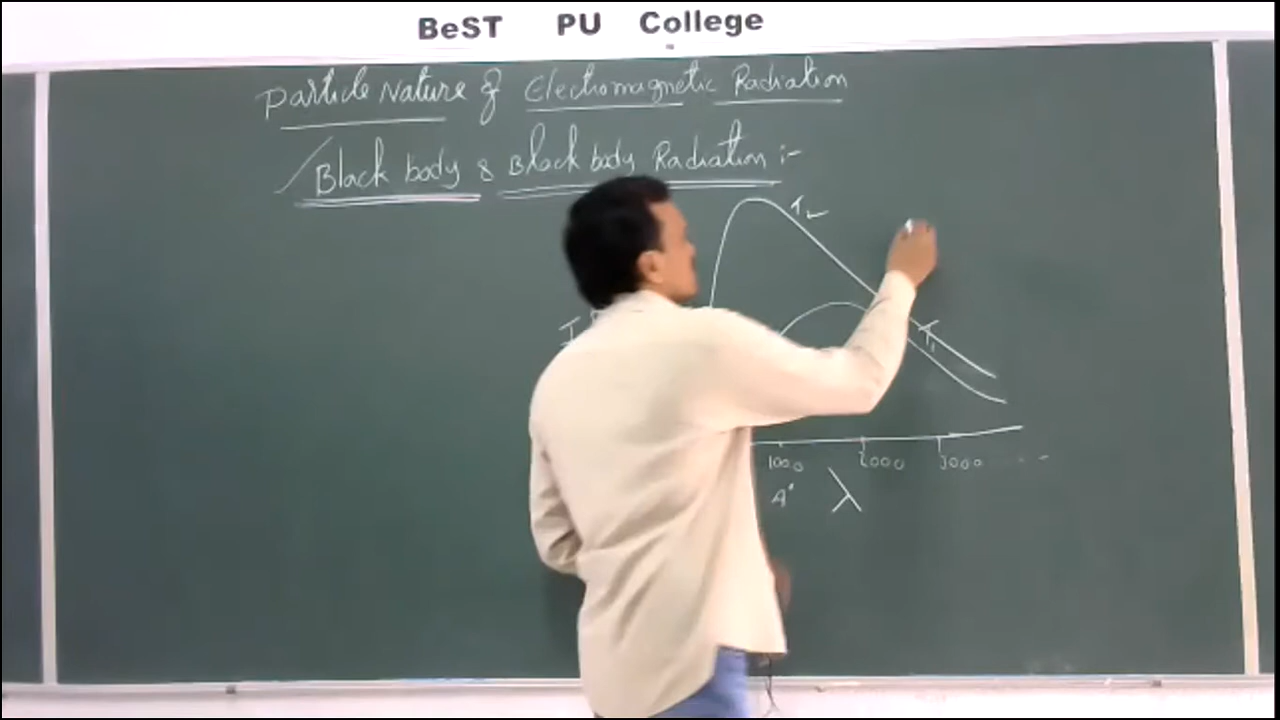 BeST PU College
Particle Nature of Electromagnetic Radiation
Black body & Black body Radiation :-
T₂
I
T₁
1000 2000 3000 - -
A° λ